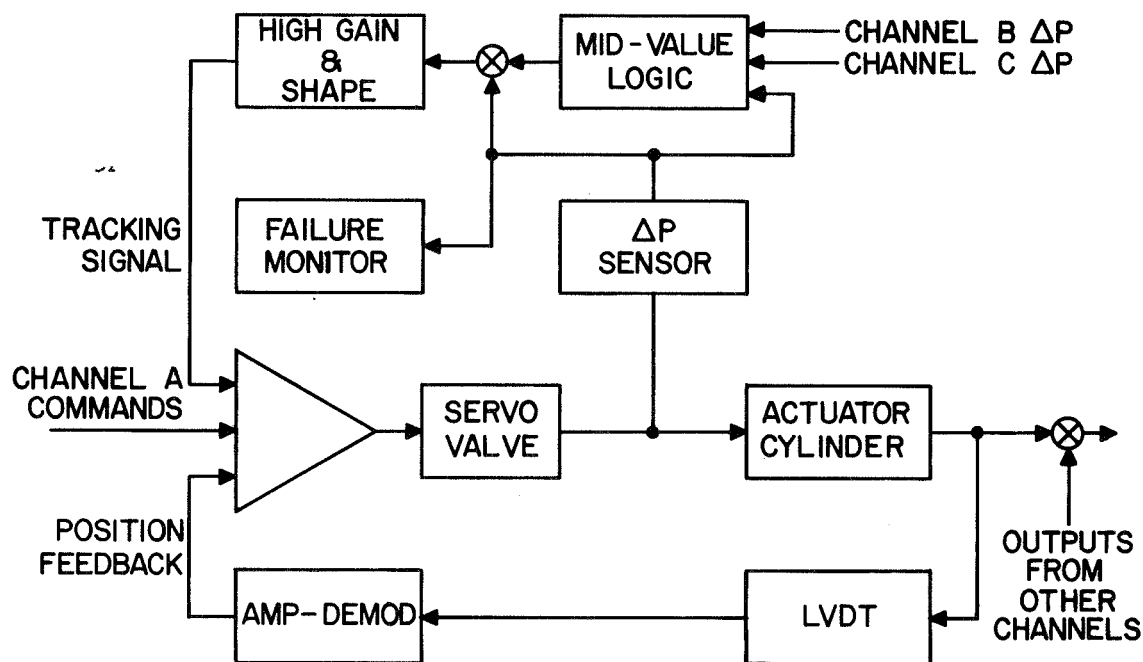 HIGH GAIN
&
SHAPE
MID-VALUE
LOGIC
CHANNEL B ΔP
CHANNEL C ΔP
TRACKING
SIGNAL
FAILURE
MONITOR
ΔP
SENSOR
CHANNEL A
COMMANDS
SERVO
VALVE
ACTUATOR
CYLINDER
POSITION
FEEDBACK
AMP-DEMOD
LVDT
OUTPUTS
FROM
OTHER
CHANNELS